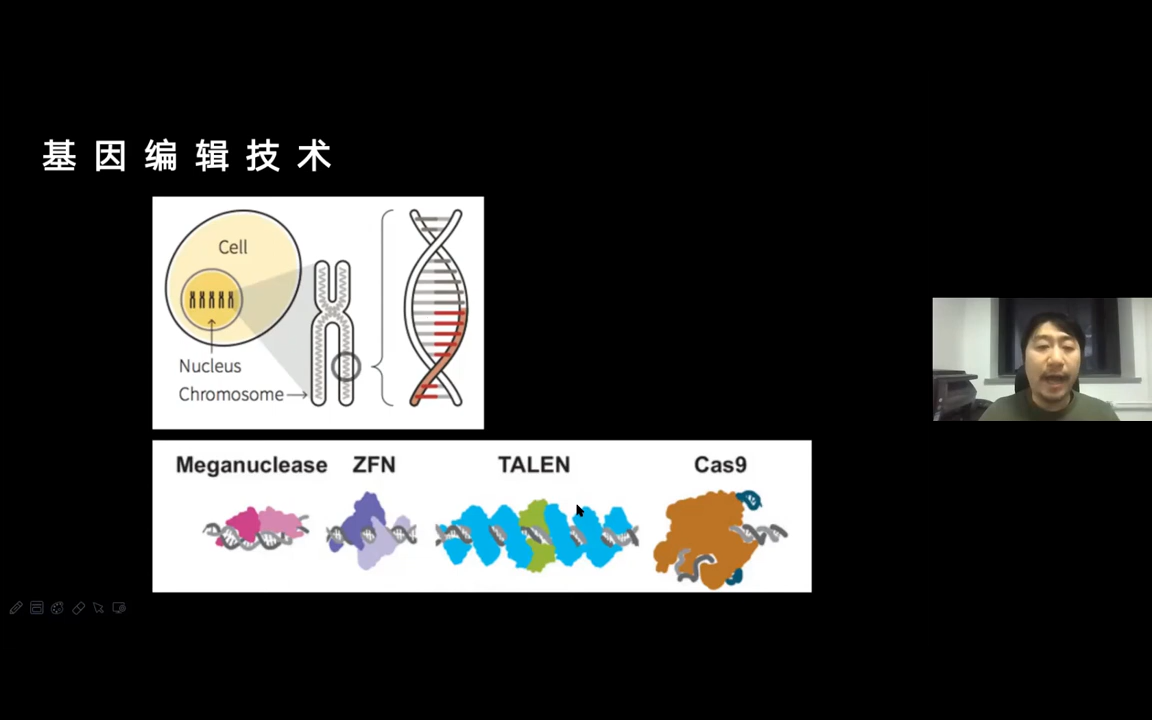 基因编辑技术
Cell
Nucleus
Chromosome
Meganuclease ZFN TALEN Cas9